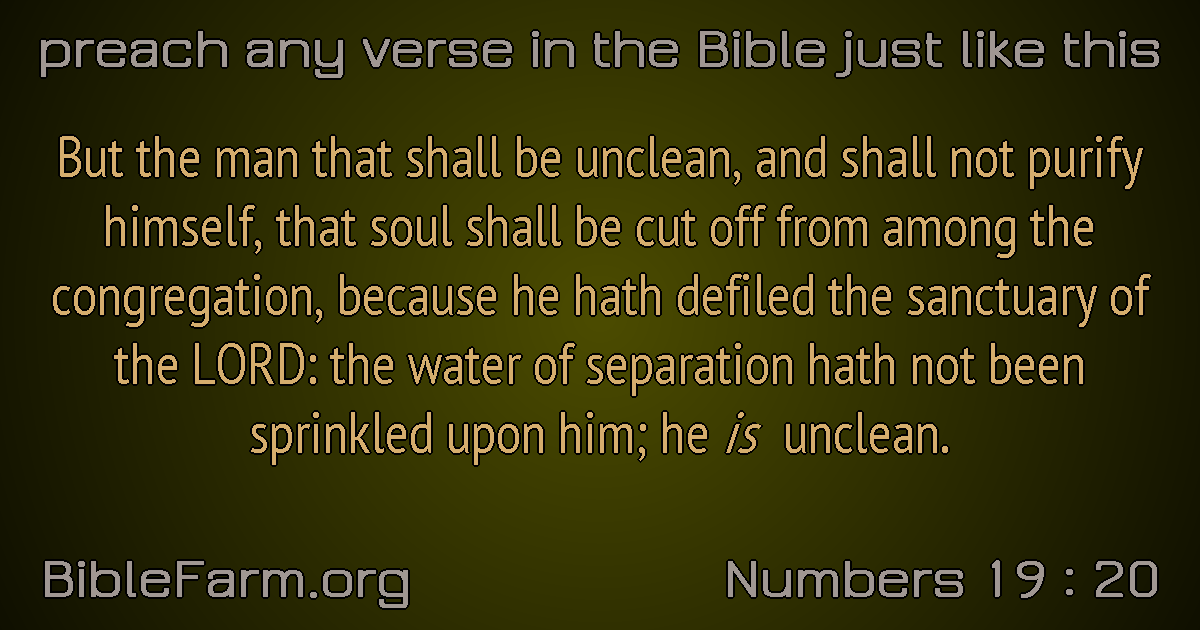 preach any verse in the Bible just like this
But the man that shall be unclean, and shall not purify
himself, that soul shall be cut off from among the
congregation, because he hath defiled the sanctuary of
the LORD: the water of separation hath not been
sprinkled upon him; he is unclean.
BibleFarm.org
Numbers 19 : 20